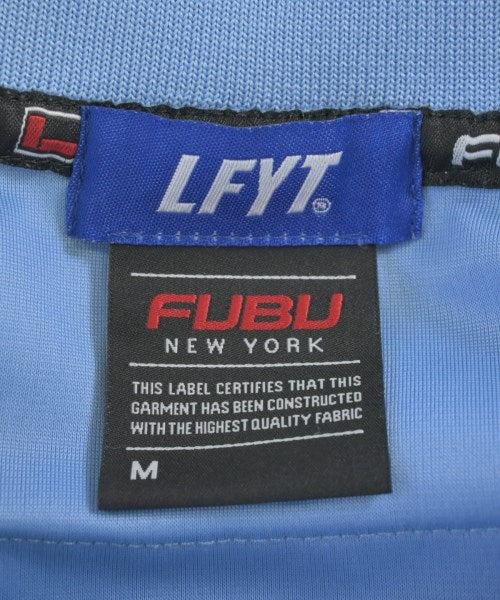 LFYT
FUBU
NEW YORK
THIS LABEL CERTIFIES THAT THIS
GARMENT HAS BEEN CONSTRUCTED
WITH THE HIGHEST QUALITY FABRIC
M